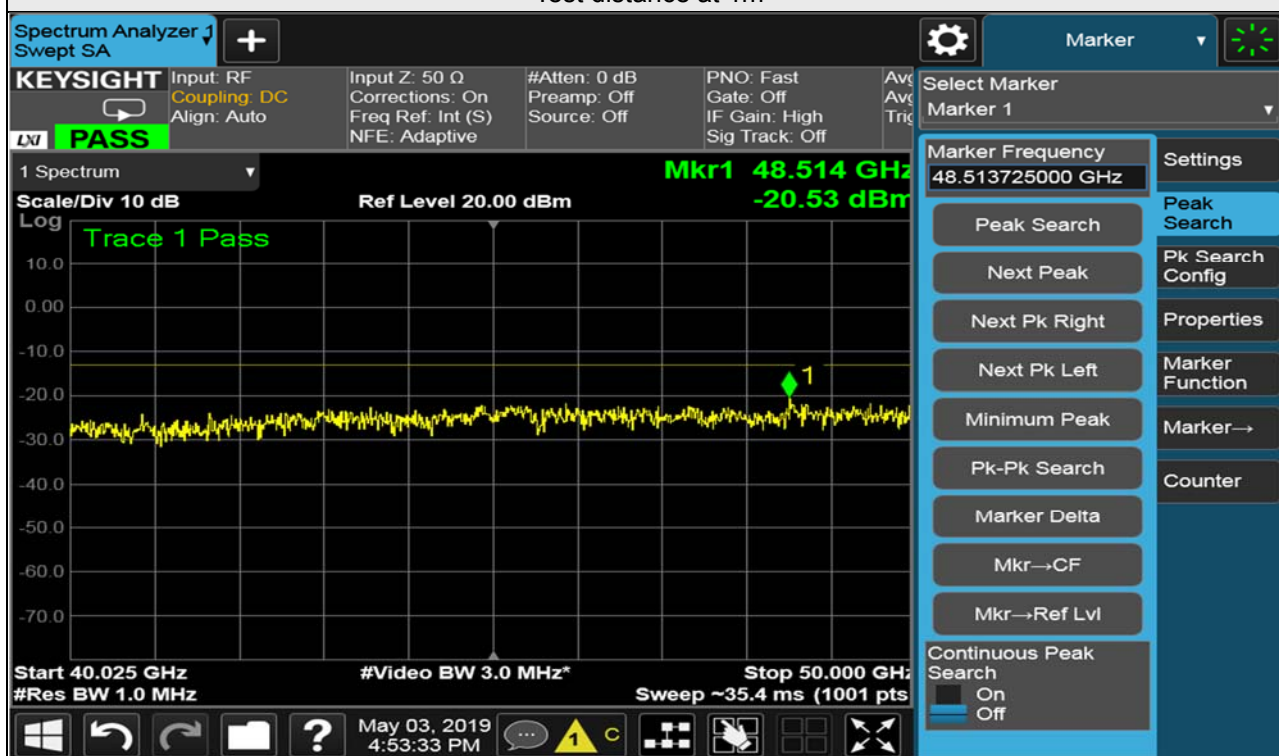 Spectrum Analyzer 1
Swept SA
Marker
KEYSIGHT
LXI
PASS
Input: RF
Coupling: DC
Align: Auto
Input Z: 50 Ω
Corrections: On
Freq Ref: Int (S)
NFE: Adaptive
#Atten: 0 dB
Preamp: Off
Source: Off
PNO: Fast
Gate: Off
IF Gain: High
Sig Track: Off
Select Marker
Marker 1
1 Spectrum
Mkr1 48.514 GHz
-20.53 dBm
Scale/Div 10 dB
Ref Level 20.00 dBm
Log
Trace 1 Pass
10.0
0.00
-10.0
-20.0
-30.0
-40.0
-50.0
-60.0
-70.0
1
Start 40.025 GHz
#Video BW 3.0 MHz*
Stop 50.000 GHz
#Res BW 1.0 MHz
Sweep ~35.4 ms (1001 pts
Marker Frequency
48.513725000 GHz
Peak Search
Next Peak
Next Pk Right
Next Pk Left
Minimum Peak
Pk-Pk Search
Marker Delta
Mkr→CF
Mkr→Ref Lvl
Continuous Peak
Search
On
Off
Settings
Peak
Search
Pk Search
Config
Properties
Marker
Function
Marker→
Counter
?
May 03, 2019
4:53:33 PM
1
C